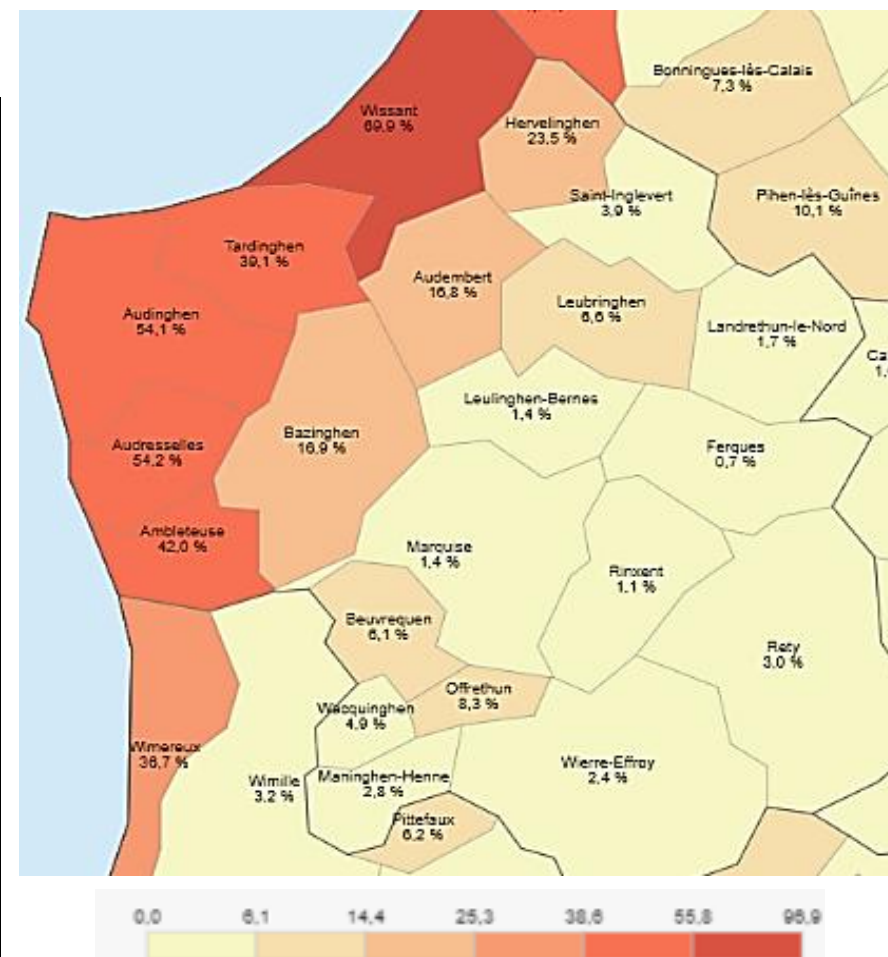 Wissant
69,9 %
Bonningues-lès-Calais
7,3 %
Hervelinghen
23,5 %
Saint-Inglevert
3,9 %
Pihen-lès-Guînes
10,1 %
Tardinghen
39,1 %
Audembert
16,8 %
Audinghen
54,1 %
Leubringhen
6,6 %
Landrethun-le-Nord
1,7 %
Ca
1,
Leulinghen-Bernes
1,4 %
Audresselles
54,2 %
Bazinghen
16,9 %
Ferques
0,7 %
Ambleteuse
42,0 %
Marquise
1,4 %
Rinxent
1,1 %
Beuvrequen
6,1 %
Rety
3,0 %
Offrethun
8,3 %
Wacquinghen
4,9 %
Wimereux
36,7 %
Wierre-Effroy
2,4 %
Wimille
3,2 %
Maninghen-Henne
2,8 %
Pittefaux
6,2 %
0,0 6,1 14,4 25,3 38,6 55,8 96,9